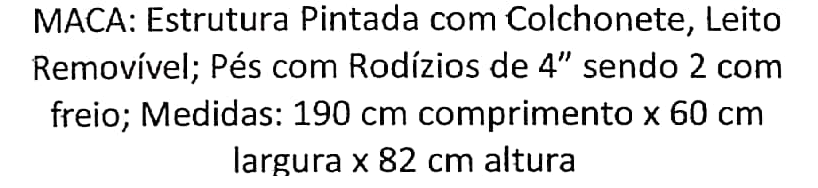 MACA: Estrutura Pintada com Colchonete, Leito
Removível; Pés com Rodízios de 4” sendo 2 com
freio; Medidas: 190 cm comprimento x 60 cm
largura x 82 cm altura